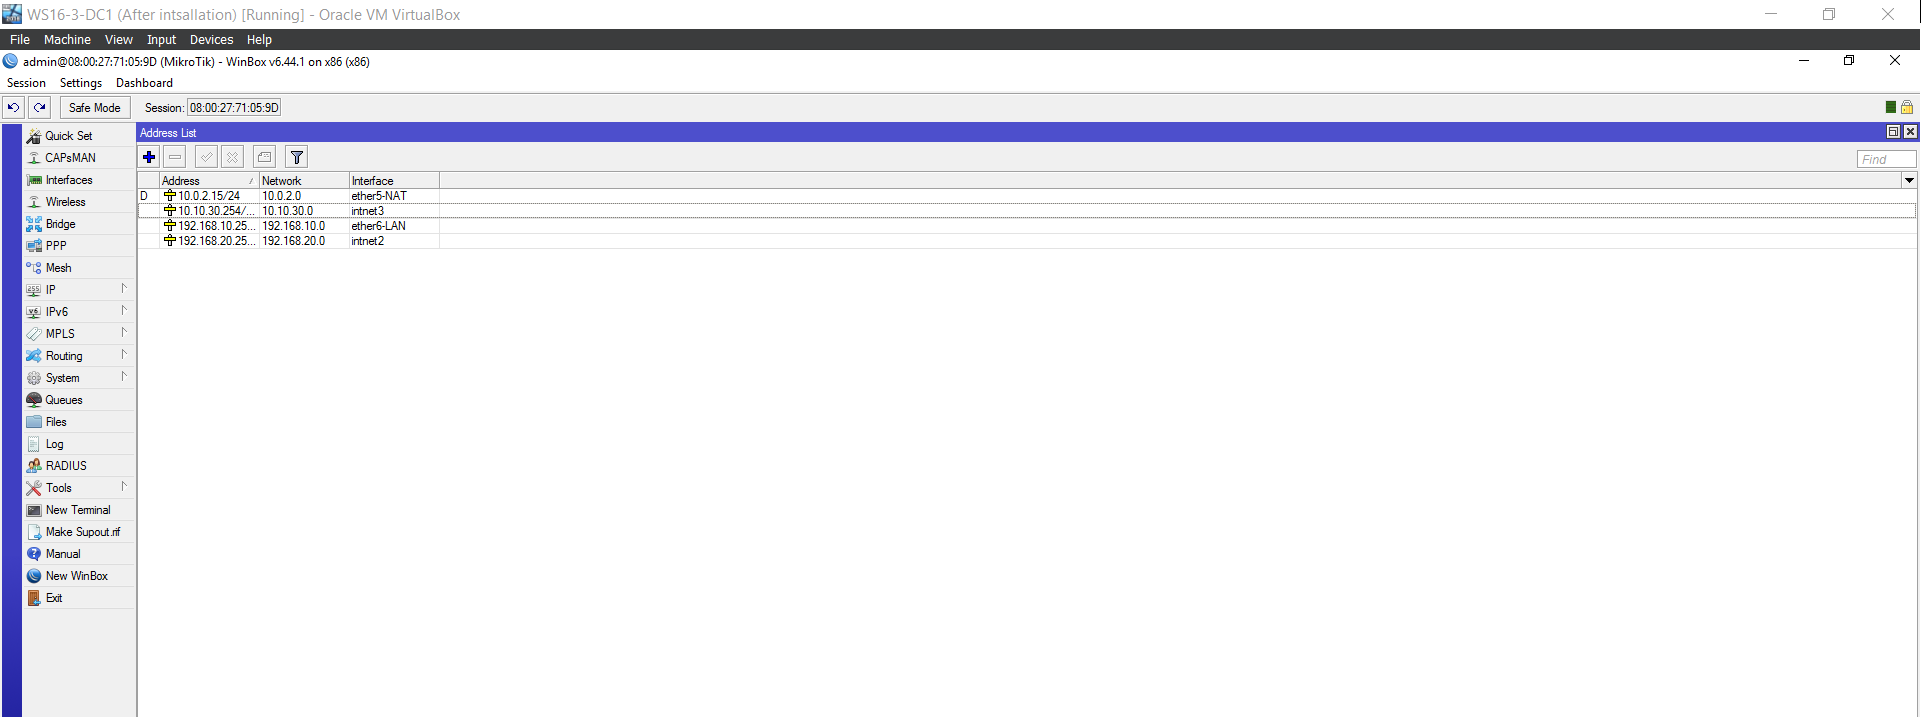 WS16-3-DC1 (After intsallation) [Running] - Oracle VM VirtualBox
File Machine View Input Devices Help
admin@08:00:27:71:05:9D (MikroTik) - WinBox v6.44.1 on x86 (x86)
Session Settings Dashboard
Safe Mode Session: 08:00:27:71:05:9D
Quick Set
CAPsMAN
Interfaces
Wireless
Bridge
PPP
Mesh
IP
IPv6
MPLS
Routing
System
Queues
Files
Log
RADIUS
Tools
New Terminal
Make Supout.rif
Manual
New WinBox
Exit
Address List
Find
Address Network Interface
D 10.0.2.15/24 10.0.2.0 ether5-NAT
10.10.30.254/... 10.10.30.0 intnet3
192.168.10.25... 192.168.10.0 ether6-LAN
192.168.20.25... 192.168.20.0 intnet2